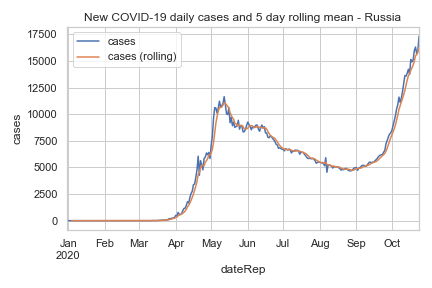 New COVID-19 daily cases and 5 day rolling mean - Russia
17500
15000
12500
10000
7500
5000
2500
0
cases
cases
cases (rolling)
Jan Feb Mar Apr May Jun Jul Aug Sep Oct
2020
dateRep